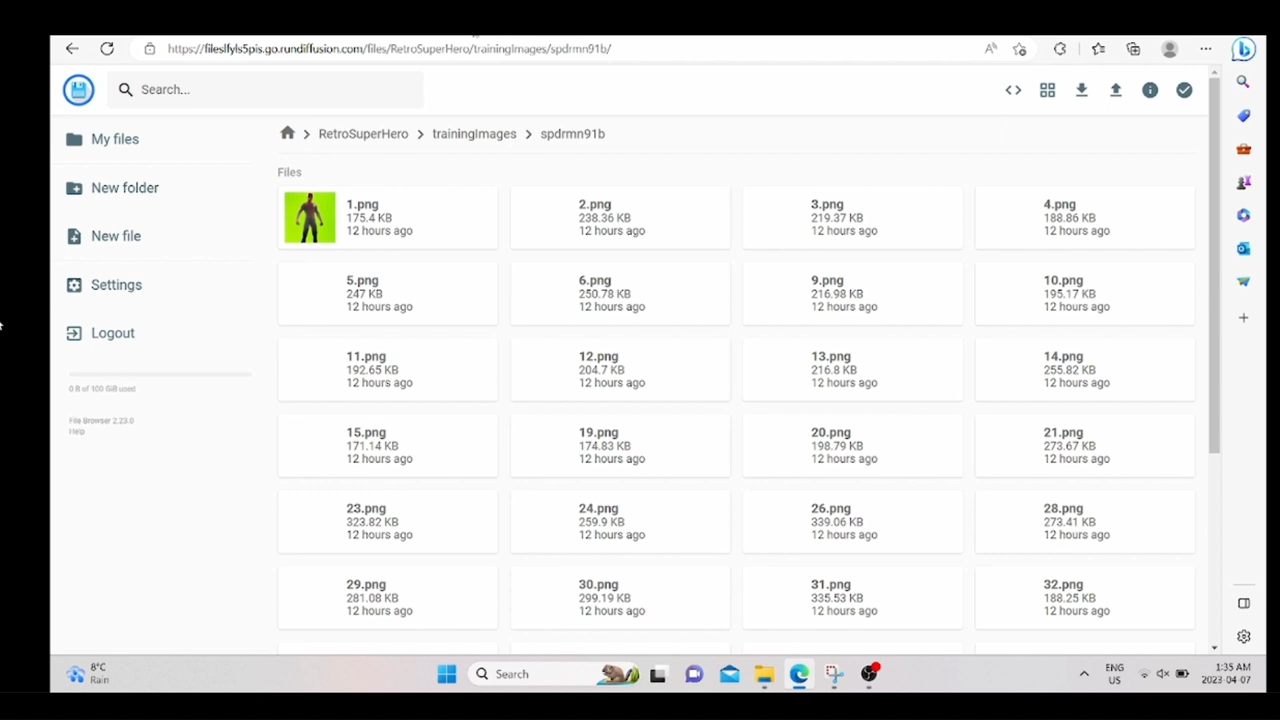 https://fileslfyls5pis.go.rundiffusion.com/files/RetroSuperHero/trainingImages/spdrmn91b/
Search...
My files
New folder
New file
Settings
Logout
0 B of 100 GiB used
File Browser 2.23.0
Help
RetroSuperHero > trainingImages > spdrmn91b
Files
1.png
175.4 KB
12 hours ago
2.png
238.36 KB
12 hours ago
3.png
219.37 KB
12 hours ago
4.png
188.86 KB
12 hours ago
5.png
247 KB
12 hours ago
6.png
250.78 KB
12 hours ago
9.png
216.98 KB
12 hours ago
10.png
195.17 KB
12 hours ago
11.png
192.65 KB
12 hours ago
12.png
204.7 KB
12 hours ago
13.png
216.8 KB
12 hours ago
14.png
255.82 KB
12 hours ago
15.png
171.14 KB
12 hours ago
19.png
174.83 KB
12 hours ago
20.png
198.79 KB
12 hours ago
21.png
273.67 KB
12 hours ago
23.png
323.82 KB
12 hours ago
24.png
259.9 KB
12 hours ago
26.png
339.06 KB
12 hours ago
28.png
273.41 KB
12 hours ago
29.png
281.08 KB
12 hours ago
30.png
299.19 KB
12 hours ago
31.png
335.53 KB
12 hours ago
32.png
188.25 KB
12 hours ago
8°C
Rain
Search
ENG
US
1:35 AM
2023-04-07